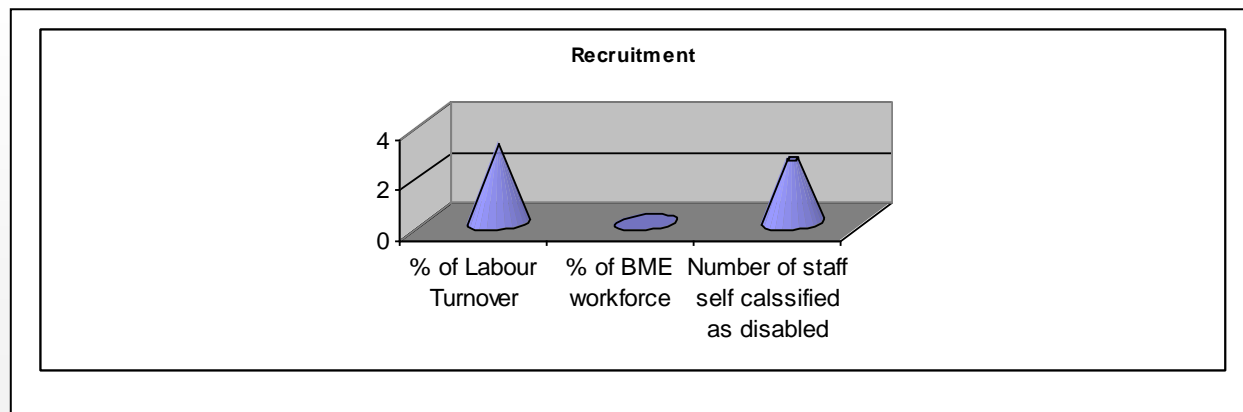 Recruitment
4
2
0
% of Labour
Turnover
% of BME
workforce
Number of staff
self calssified
as disabled